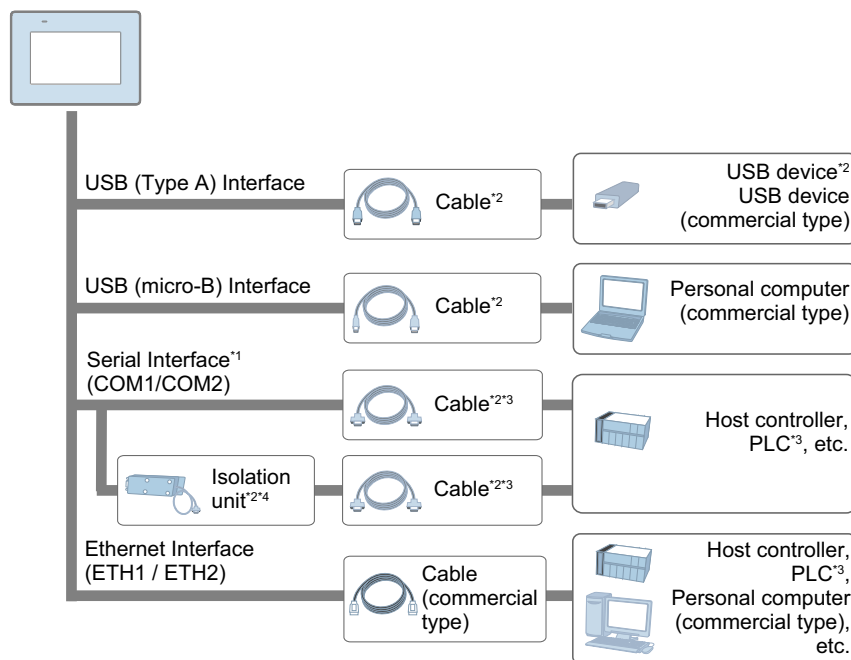 USB (Type A) Interface
Cable*2
USB device*2
USB device
(commercial type)
USB (micro-B) Interface
Cable*2
Personal computer
(commercial type)
Serial Interface*1
(COM1/COM2)
Cable*2*3
Host controller,
PLC*3, etc.
Isolation
unit*2*4
Cable*2*3
Ethernet Interface
(ETH1 / ETH2)
Cable
(commercial
type)
Host controller,
PLC*3,
Personal computer
(commercial type),
etc.